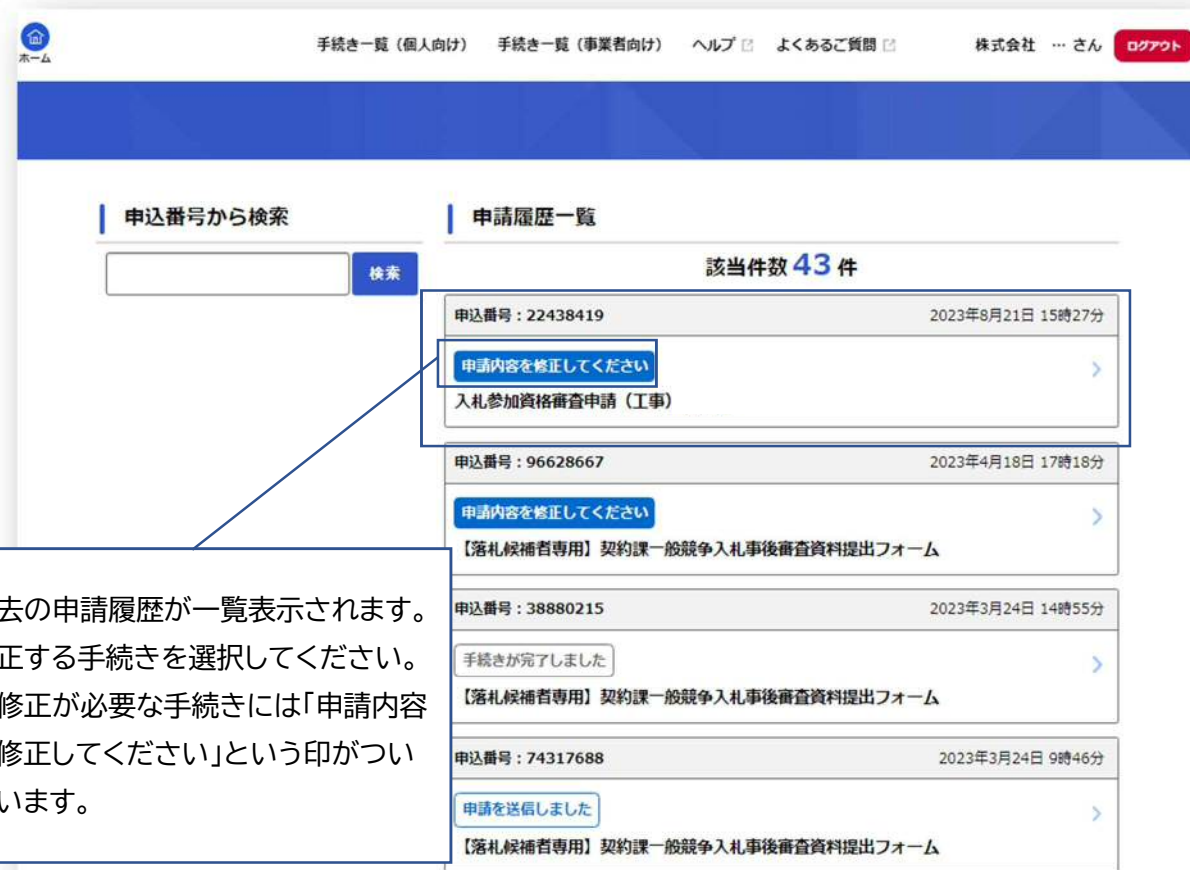 ホーム
手続き一覧（個人向け） 手続き一覧（事業者向け） ヘルプ よくあるご質問 株式会社 … さん ログアウト
申込番号から検索
検索
申請履歴一覧
該当件数 43 件
申込番号：22438419 2023年8月21日 15時27分
申請内容を修正してください
入札参加資格審査申請（工事）
申込番号：96628667 2023年4月18日 17時18分
申請内容を修正してください
【落札候補者専用】契約課一般競争入札事後審査資料提出フォーム
申込番号：38880215 2023年3月24日 14時55分
手続きが完了しました
【落札候補者専用】契約課一般競争入札事後審査資料提出フォーム
申込番号：74317688 2023年3月24日 9時46分
申請を送信しました
【落札候補者専用】契約課一般競争入札事後審査資料提出フォーム
去の申請履歴が一覧表示されます。
正する手続きを選択してください。
修正が必要な手続きには「申請内容
修正してください」という印がつい
います。